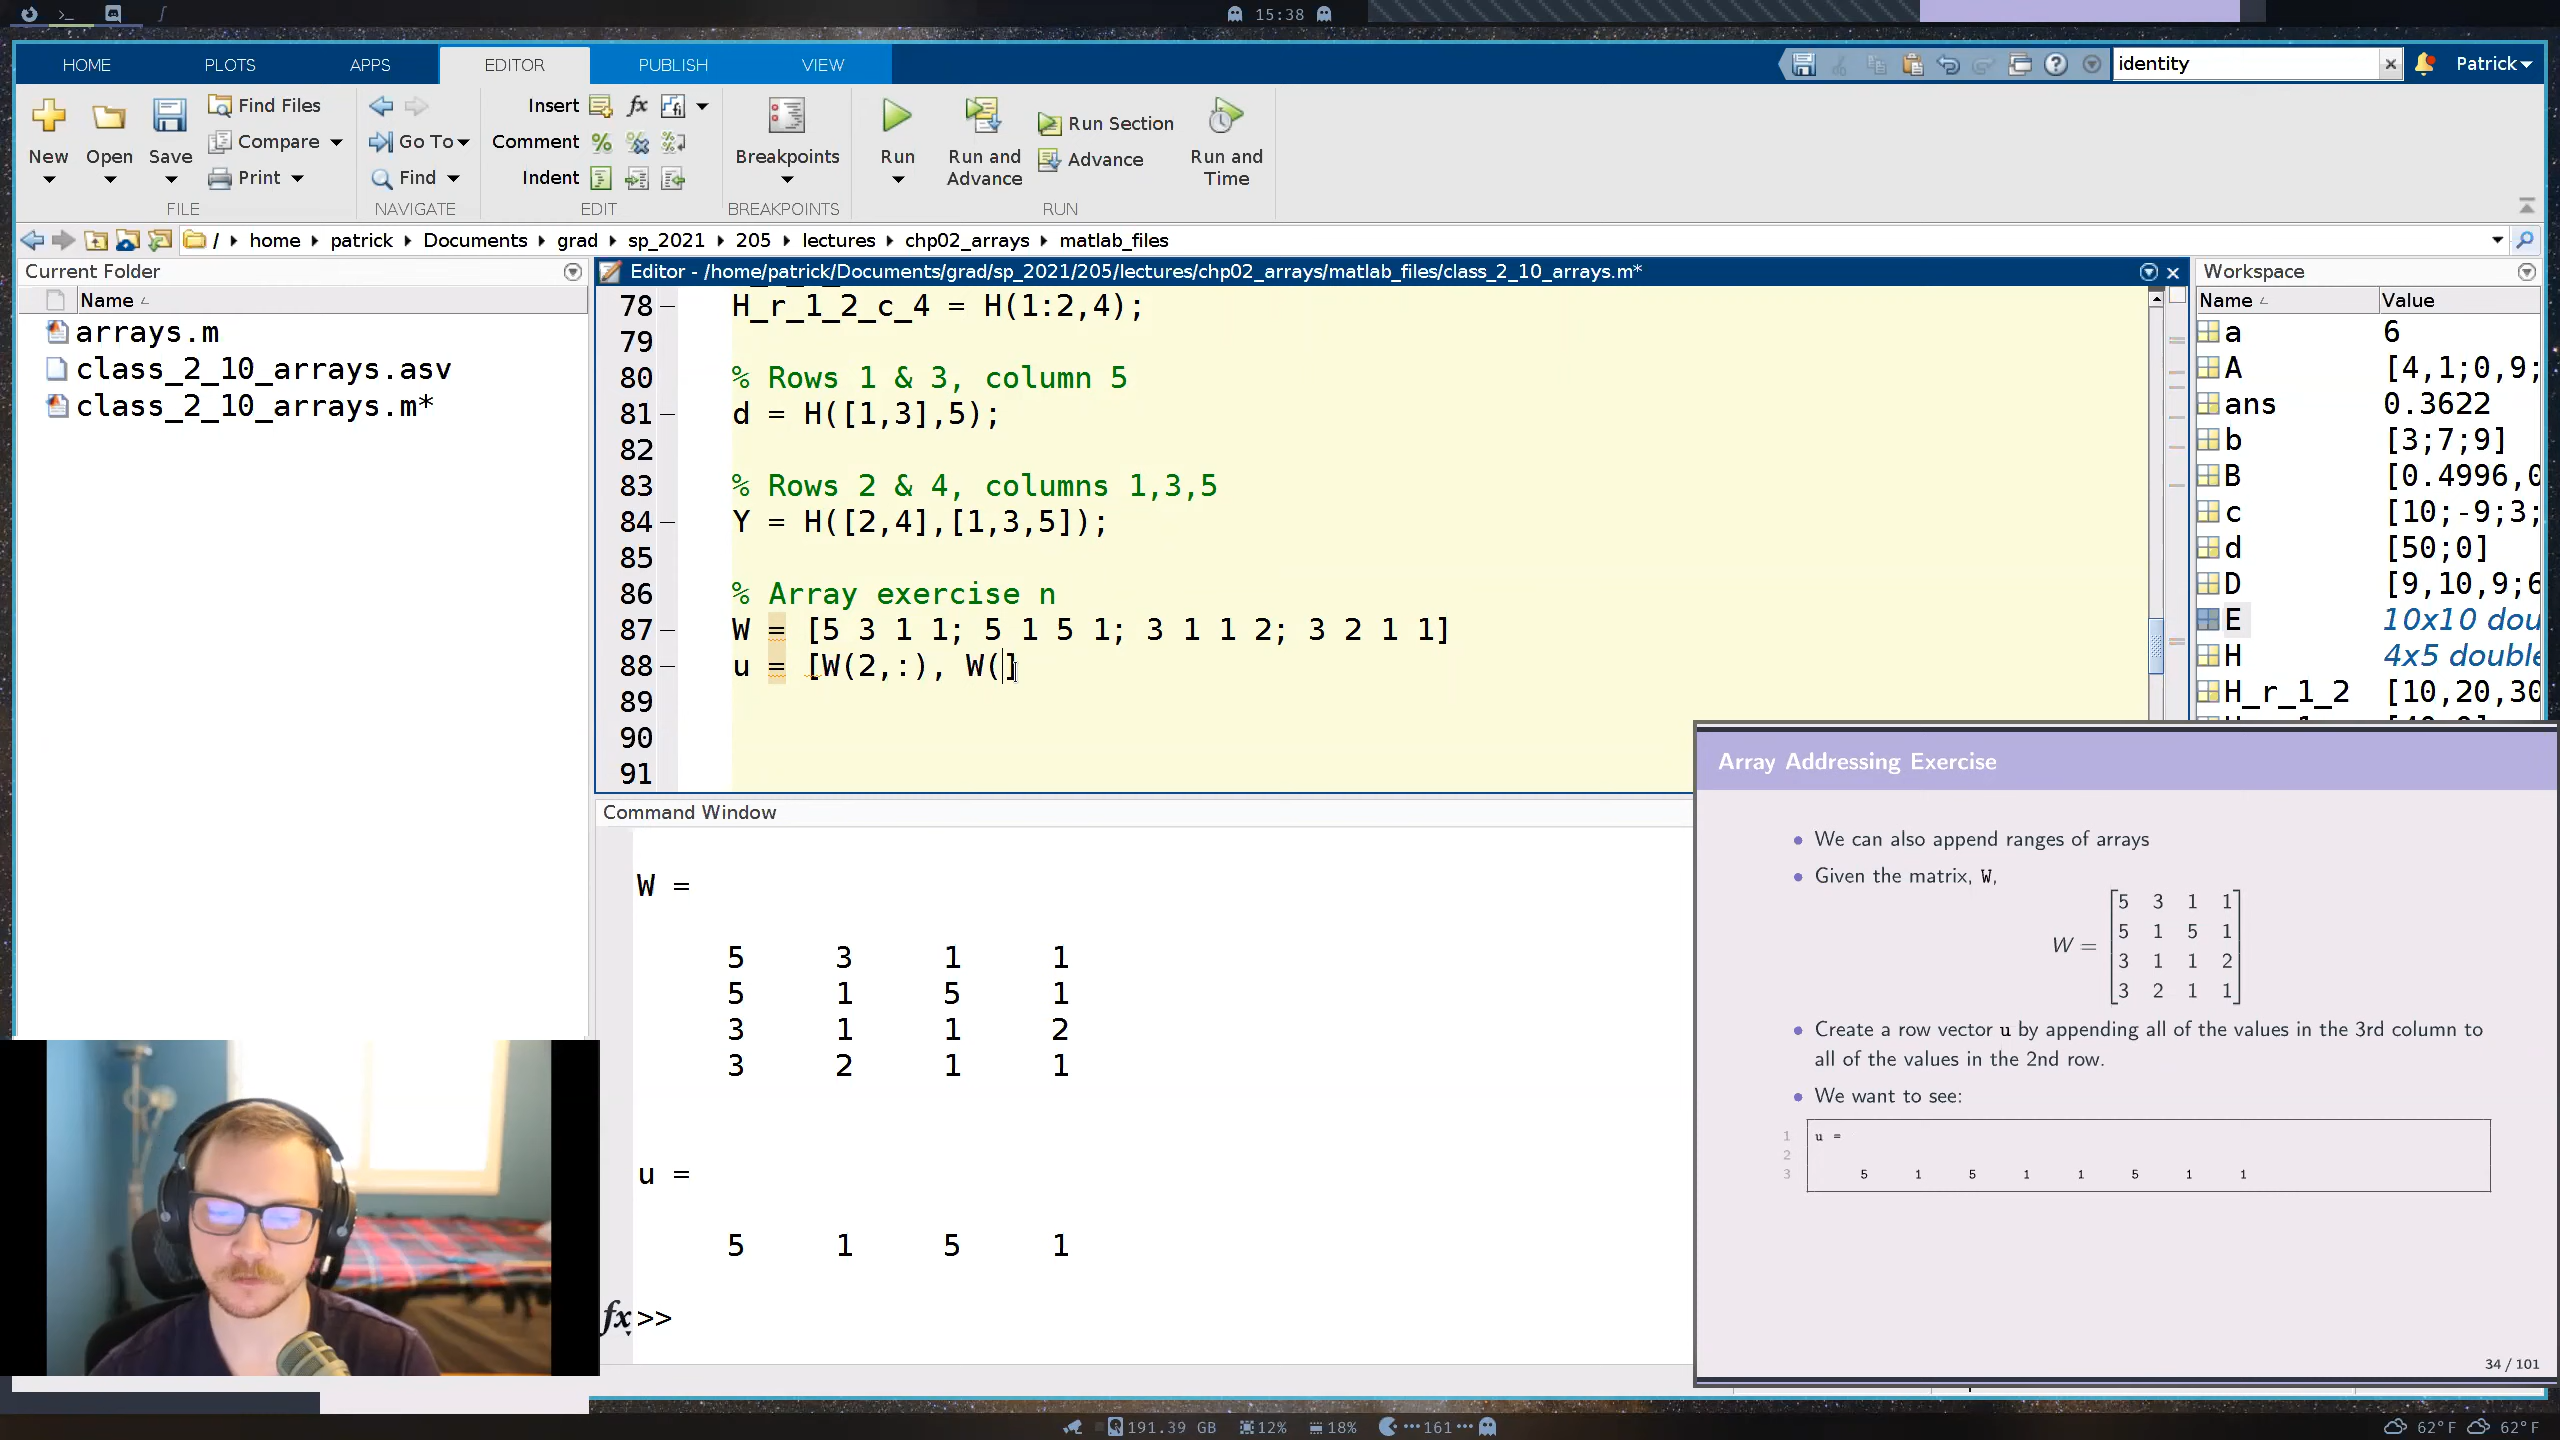 15:38
HOME PLOTS APPS EDITOR PUBLISH VIEW identity Patrick
Find Files Insert fx
New Open Save Compare Go To Comment Breakpoints Run Run and Advance Run Section Advance Run and Time
Print Find Indent
FILE NAVIGATE EDIT BREAKPOINTS RUN
/ home patrick Documents grad sp_2021 205 lectures chp02_arrays matlab_files
Current Folder
Name
arrays.m
class_2_10_arrays.asv
class_2_10_arrays.m*
Editor - /home/patrick/Documents/grad/sp_2021/205/lectures/chp02_arrays/matlab_files/class_2_10_arrays.m*
78 H_r_1_2_c_4 = H(1:2,4);
79
80 % Rows 1 & 3, column 5
81 d = H([1,3],5);
82
83 % Rows 2 & 4, columns 1,3,5
84 Y = H([2,4],[1,3,5]);
85
86 % Array exercise n
87 W = [5 3 1 1; 5 1 5 1; 3 1 1 2; 3 2 1 1]
88 u = [W(2,:), W(]
89
90
91
Workspace
Name Value
a 6
A [4,1;0,9;
ans 0.3622
b [3;7;9]
B [0.4996,0
c [10;-9;3;
d [50;0]
D [9,10,9;6
E 10x10 dou
H 4x5 double
H_r_1_2 [10,20,30
Command Window
W =
5 3 1 1
5 1 5 1
3 1 1 2
3 2 1 1
u =
5 1 5 1
fx >>
Array Addressing Exercise
• We can also append ranges of arrays
• Given the matrix, W,
W =
5 3 1 1
5 1 5 1
3 1 1 2
3 2 1 1
• Create a row vector u by appending all of the values in the 3rd column to
all of the values in the 2nd row.
• We want to see:
1 u =
2
3 5 1 5 1 1 5 1 1
34 / 101
191.39 GB 12% 18% 161 62°F 62°F